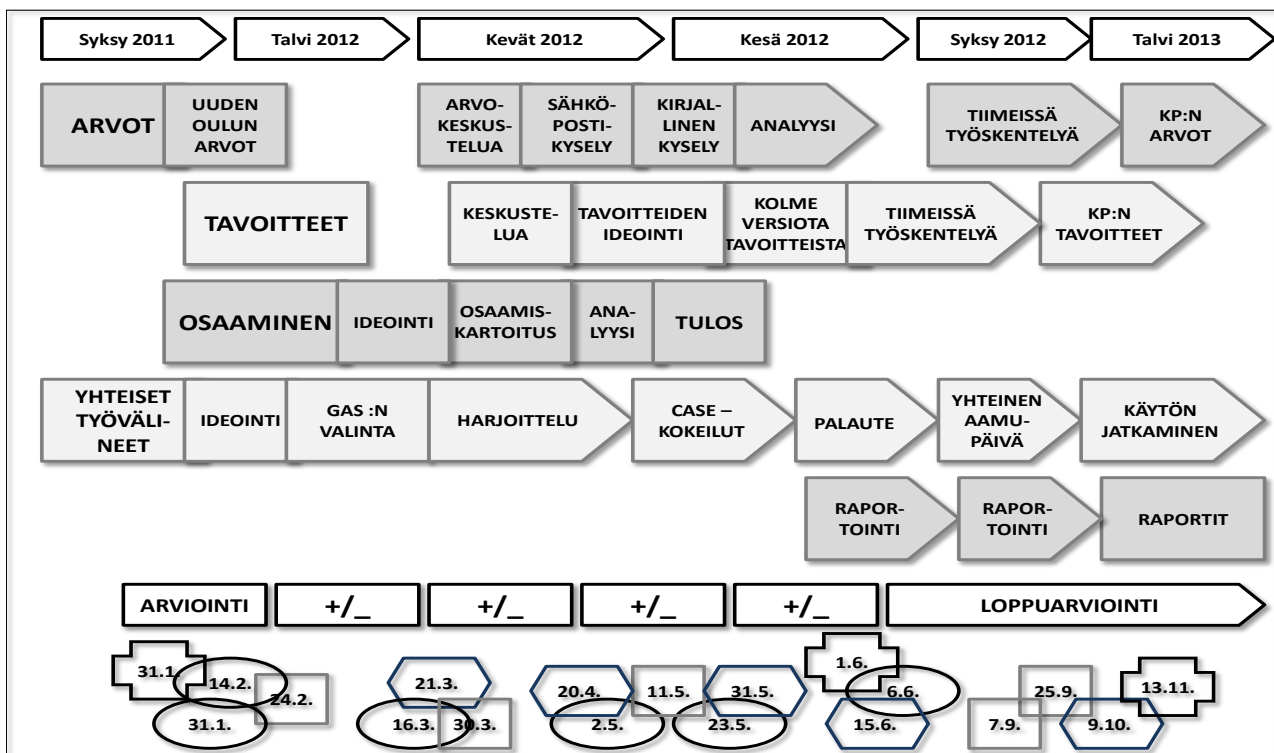 Syksy 2011
Talvi 2012
Kevät 2012
Kesä 2012
Syksy 2012
Talvi 2013
ARVOT
UUDEN
OULUN
ARVOT
ARVO-
KESKUS-
TELUA
SÄHKÖ-
POSTI-
KYSELY
KIRJAL-
LINEN
KYSELY
ANALYYSI
TIIMEISSÄ
TYÖSKENTELYÄ
KP:N
ARVOT
TAVOITTEET
KESKUSTE-
LUA
TAVOITTEIDEN
IDEOINTI
KOLME
VERSIOTA
TAVOITTEISTA
TIIMEISSÄ
TYÖSKENTELYÄ
KP:N
TAVOITTEET
OSAAMINEN
IDEOINTI
OSAAMIS-
KARTOITUS
ANA-
LYYSI
TULOS
YHTEISET
TYÖVÄLI-
NEET
IDEOINTI
GAS :N
VALINTA
HARJOITTELU
CASE –
KOKEILUT
PALAUTE
YHTEINEN
AAMU-
PÄIVÄ
KÄYTÖN
JATKAMINEN
RAPOR-
TOINTI
RAPOR-
TOINTI
RAPORTIT
ARVIOINTI
+/_
+/_
+/_
+/_
LOPPUARVIOINTI
31.1.
14.2.
24.2.
31.1.
21.3.
16.3.
30.3.
20.4.
11.5.
31.5.
2.5.
23.5.
1.6.
6.6.
15.6.
25.9.
13.11.
7.9.
9.10.